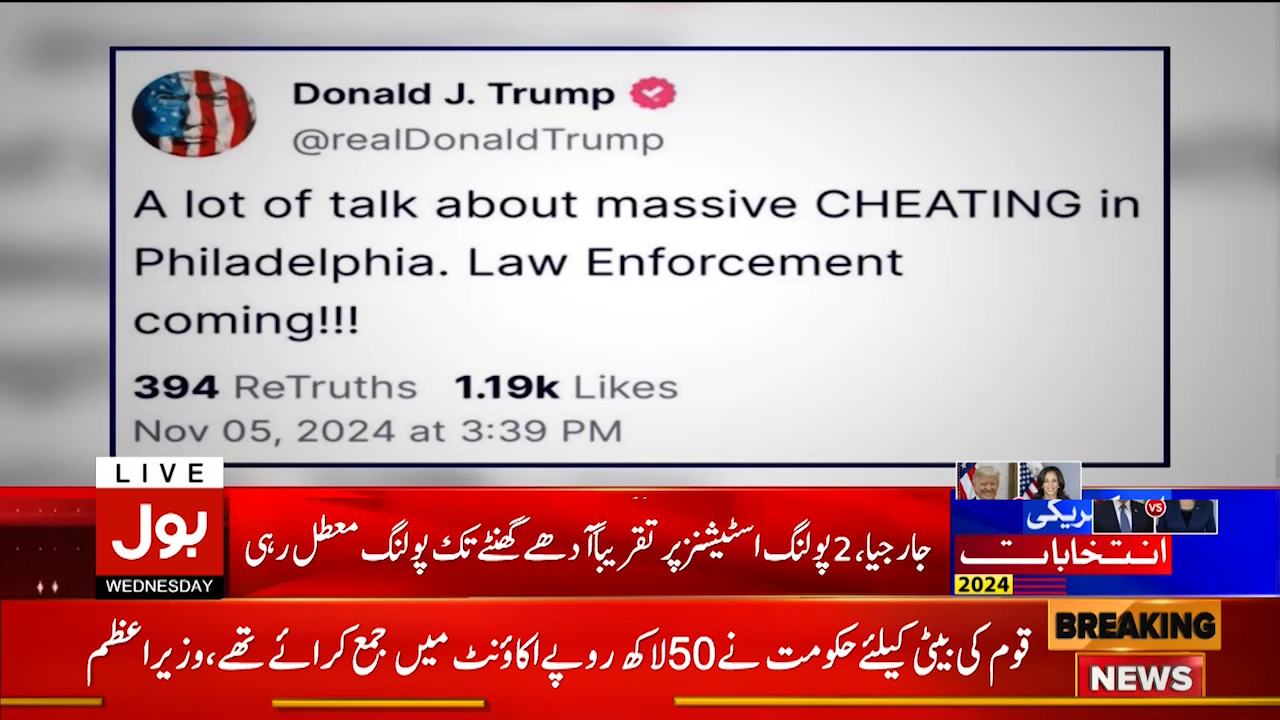 Donald J. Trump
@realDonaldTrump
A lot of talk about massive CHEATING in
Philadelphia. Law Enforcement
coming!!!
394 ReTruths 1.19k Likes
Nov 05, 2024 at 3:39 PM
LIVE
بول
WEDNESDAY
جارجیا، 2 پولنگ اسٹیشنز پر تقریباً آدھے گھنٹے تک پولنگ معطل رہی
VS
انتخابات
2024
قوم کی بیٹی کیلئے حکومت نے 50 لاکھ روپے اکاؤنٹ میں جمع کرائے تھے، وزیراعظم
BREAKING
NEWS